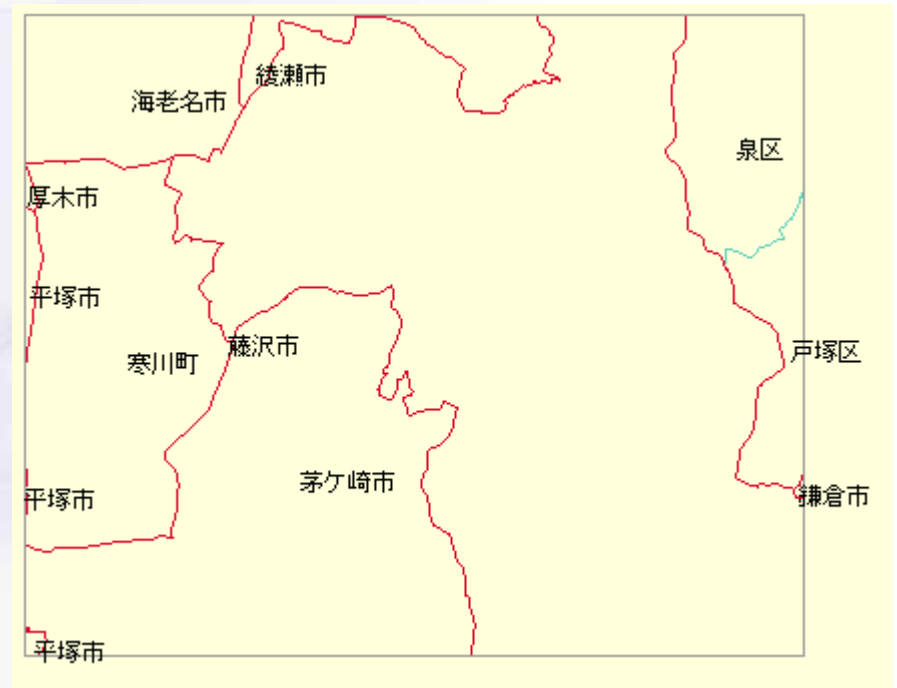 綾瀬市
海老名市
泉区
厚木市
平塚市
藤沢市
戸塚区
寒川町
茅ケ崎市
鎌倉市
平塚市
平塚市